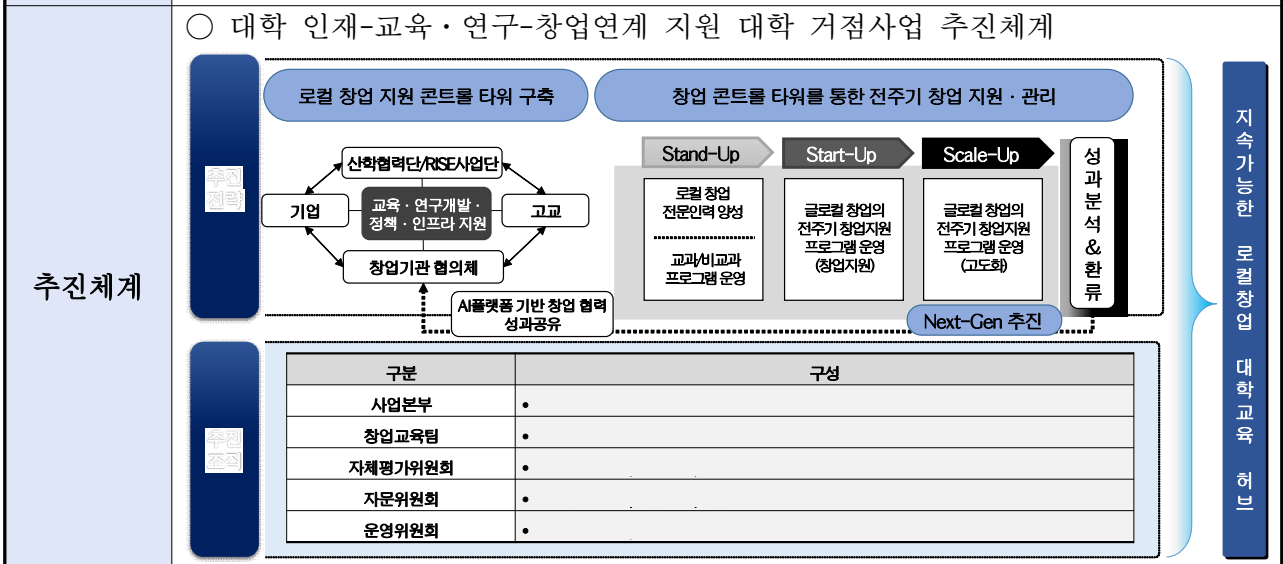 ○ 대학 인재-교육·연구-창업연계 지원 대학 거점사업 추진체계
추진체계
추진
전략
로컬 창업 지원 콘트롤 타워 구축
창업 콘트롤 타워를 통한 전주기 창업 지원·관리
산학협력단/RISE사업단
기업
교육·연구개발·
정책·인프라 지원
고교
창업기관 협의체
Stand-Up
로컬 창업
전문인력 양성
교과/비교과
프로그램 운영
Start-Up
글로컬 창업의
전주기 창업지원
프로그램 운영
(창업지원)
Scale-Up
글로컬 창업의
전주기 창업지원
프로그램 운영
(고도화)
성과분석&환류
AI플랫폼 기반 창업 협력
성과공유
Next-Gen 추진
추진
조직
구분 구성
사업본부 •
창업교육팀 •
자체평가위원회 •
자문위원회 •
운영위원회 •
지속가능한 로컬창업 대학교육 허브